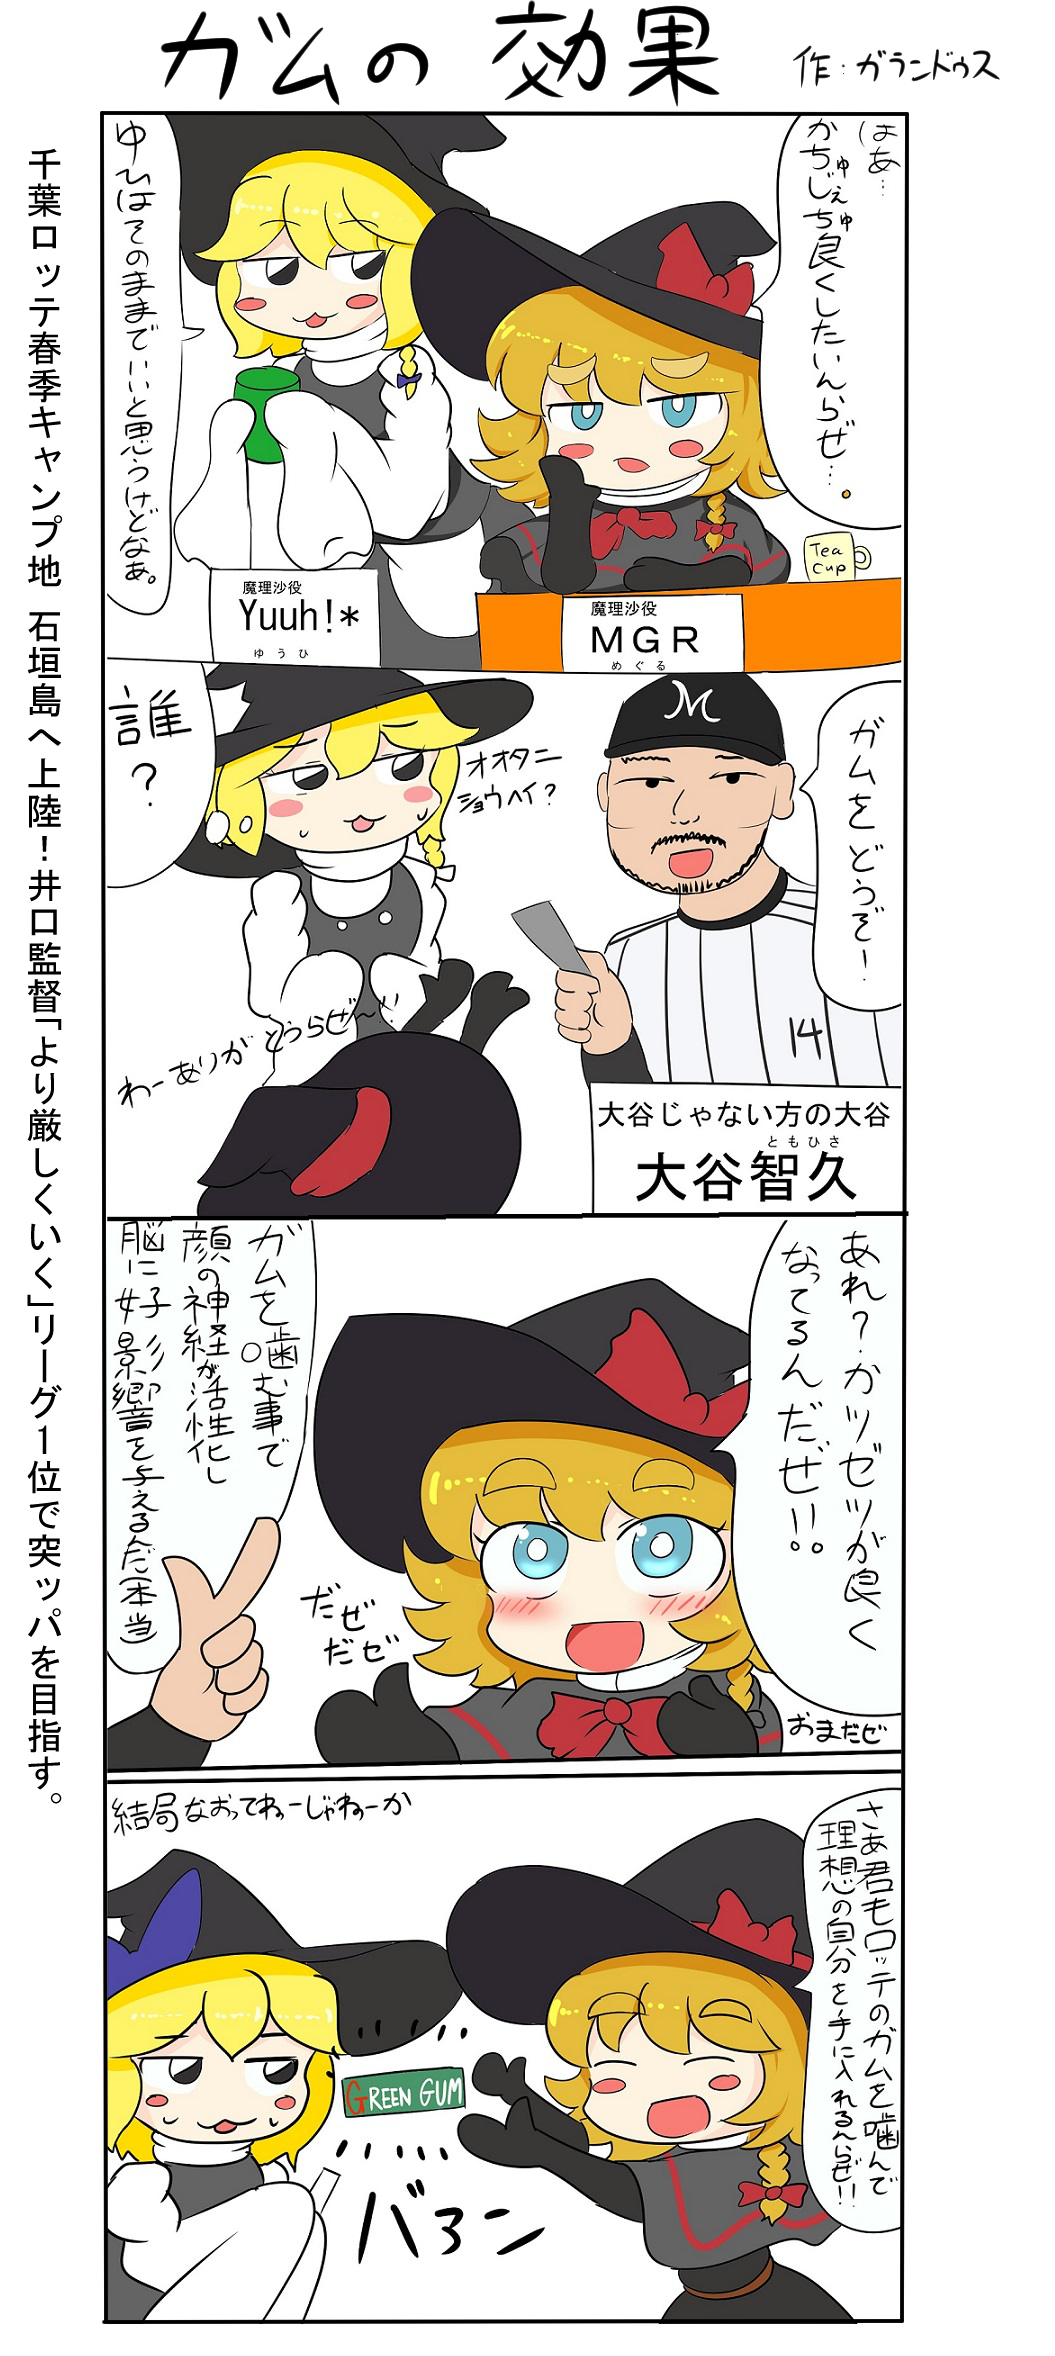 ガムの 効果
作:ガランドゥス
千葉ロッテ春季キャンプ地 石垣島へ上陸!井口監督「より厳しくいく」リーグ1位で突ッパを目指す。
はあ…
かちゅじぇちゅ良くしたいんらぜ…。
ゆひはそのままでいいと思うけどなあ。
Tea
Cup
魔理沙役
Yuuh!*
ゆうひ
魔理沙役
MGR
めぐる
ガムをどうぞ!
M
オオタニ
ショウヘイ?
誰?
14
わーありがとうらぜ〜!!
大谷じゃない方の大谷
ともひさ
大谷智久
あれ?カツゼツが良く
なってるんだぜ!!。
ガムを噛む事で
顔の神経が活性化し
脳に好影響を与えるんだ(本当)
だぜ
だぜ
おまだぜ
結局なおってねーじゃねーか
さあ君もロッテのガムを噛んで
理想の自分を手に入れるんらぜ!!
GREEN GUM
バァン